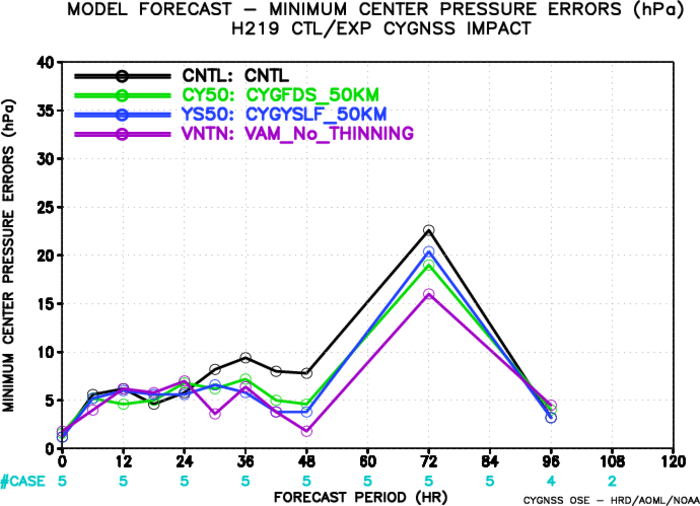 MODEL FORECAST – MINIMUM CENTER PRESSURE ERRORS (hPa)
H219 CTL/EXP CYGNSS IMPACT
MINIMUM CENTER PRESSURE ERRORS (hPa)
40
35
30
25
20
15
10
5
0
CNTL: CNTL
CY50: CYGFDS_50KM
YS50: CYGYSLF_50KM
VNTN: VAM_No_THINNING
0 12 24 36 48 60 72 84 96 108 120
#CASE 5 5 5 5 5 5 5 5 4 2
FORECAST PERIOD (HR)
CYGNSS OSE – HRD/AOML/NOAA